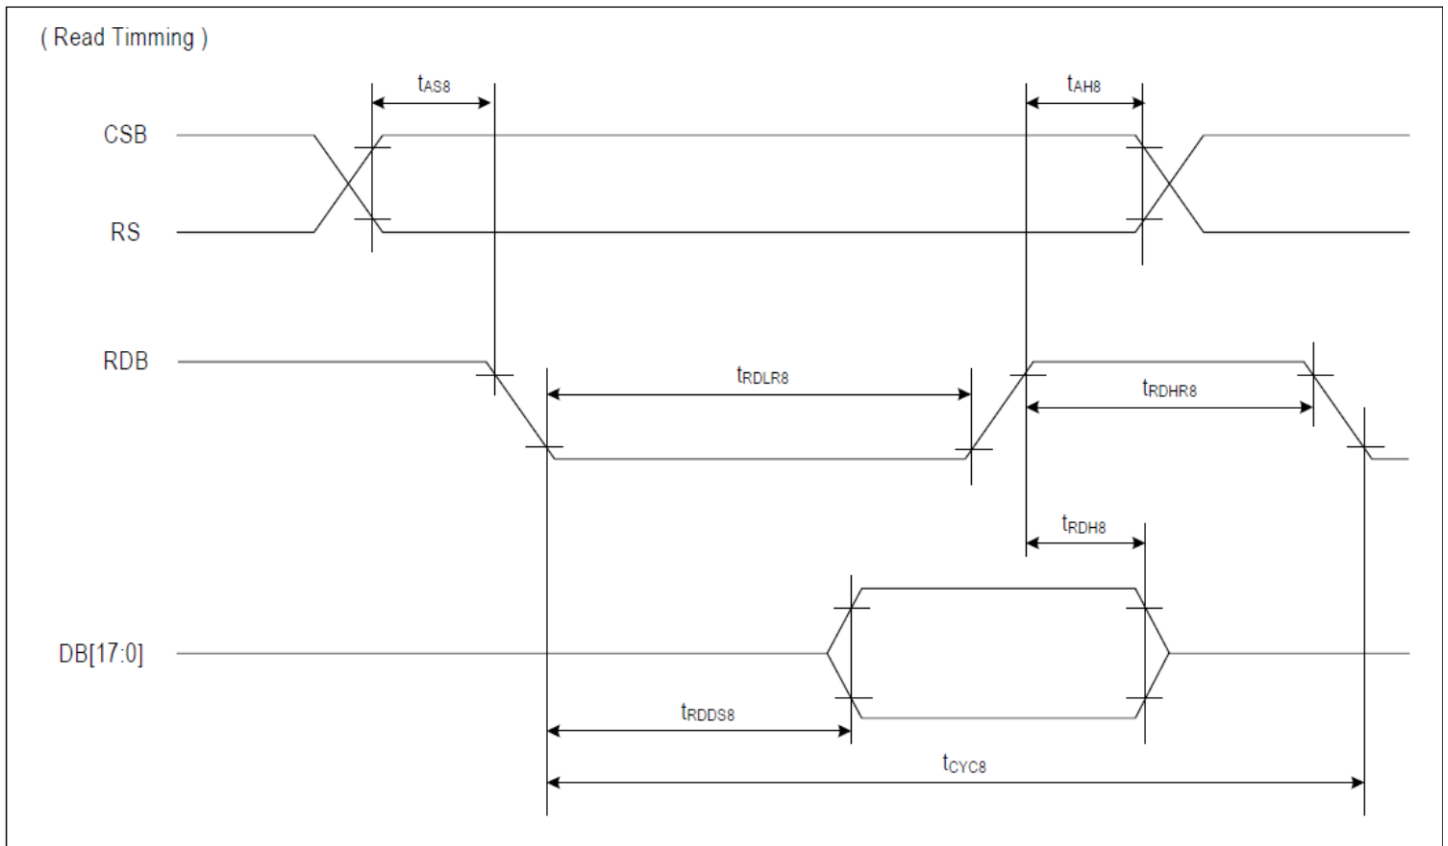 ( Read Timming )
tAS8
tAH8
CSB
RS
RDB
tRDLR8
tRDHR8
tRDH8
DB[17:0]
tRDDS8
tCYC8